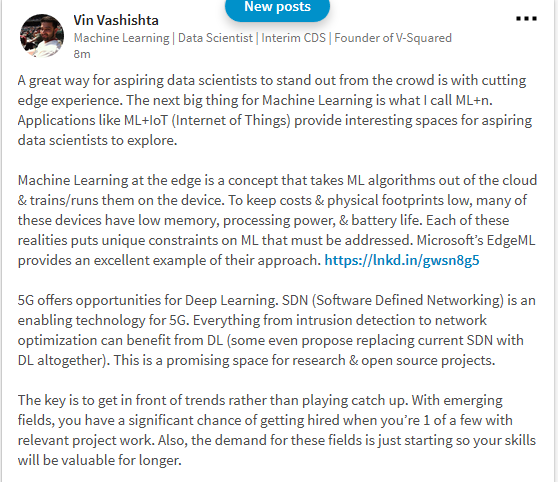 New posts
Vin Vashishta
Machine Learning | Data Scientist | Interim CDS | Founder of V-Squared
8m
A great way for aspiring data scientists to stand out from the crowd is with cutting
edge experience. The next big thing for Machine Learning is what I call ML+n.
Applications like ML+IoT (Internet of Things) provide interesting spaces for aspiring
data scientists to explore.
Machine Learning at the edge is a concept that takes ML algorithms out of the cloud
& trains/runs them on the device. To keep costs & physical footprints low, many of
these devices have low memory, processing power, & battery life. Each of these
realities puts unique constraints on ML that must be addressed. Microsoft's EdgeML
provides an excellent example of their approach. https://lnkd.in/gwsn8g5
5G offers opportunities for Deep Learning. SDN (Software Defined Networking) is an
enabling technology for 5G. Everything from intrusion detection to network
optimization can benefit from DL (some even propose replacing current SDN with
DL altogether). This is a promising space for research & open source projects.
The key is to get in front of trends rather than playing catch up. With emerging
fields, you have a significant chance of getting hired when you're 1 of a few with
relevant project work. Also, the demand for these fields is just starting so your skills
will be valuable for longer.